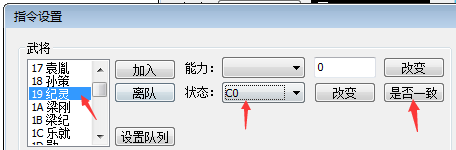 指令设置
武将
17 袁胤
18 孙策
19 纪灵
1A 梁刚
1B 梁纪
1C 乐就
加入
离队
设置队列
能力:
0
改变
状态:
C0
改变
是否一致